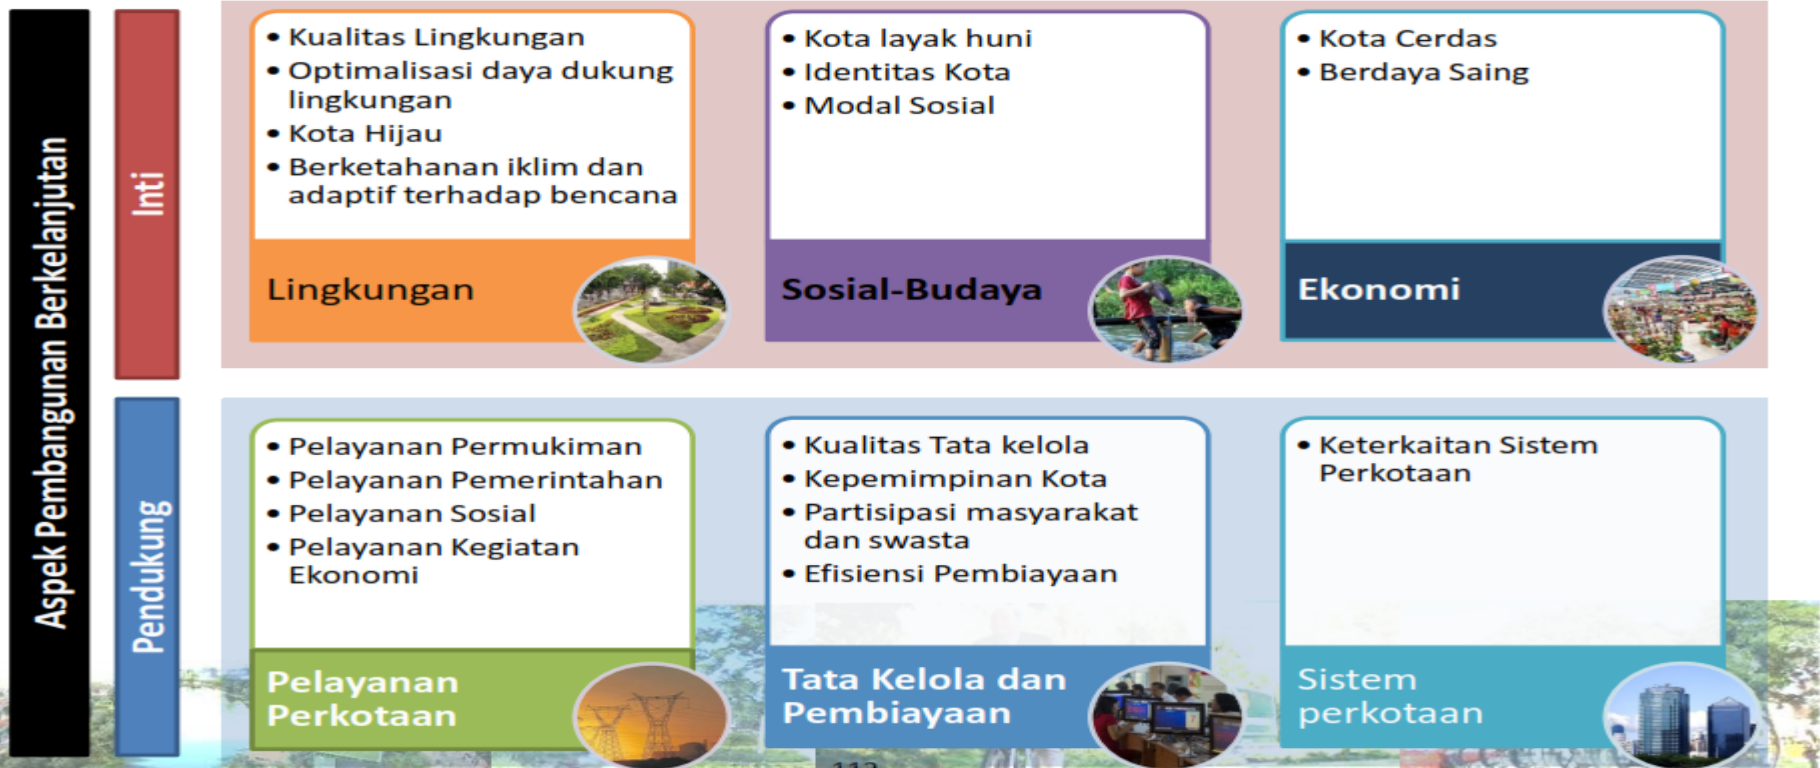 Aspek Pembangunan Berkelanjutan
Inti
• Kualitas Lingkungan
• Optimalisasi daya dukung
lingkungan
• Kota Hijau
• Berketahanan iklim dan
adaptif terhadap bencana
Lingkungan
• Kota layak huni
• Identitas Kota
• Modal Sosial
Sosial-Budaya
• Kota Cerdas
• Berdaya Saing
Ekonomi
Pendukung
• Pelayanan Permukiman
• Pelayanan Pemerintahan
• Pelayanan Sosial
• Pelayanan Kegiatan
Ekonomi
Pelayanan
Perkotaan
• Kualitas Tata kelola
• Kepemimpinan Kota
• Partisipasi masyarakat
dan swasta
• Efisiensi Pembiayaan
Tata Kelola dan
Pembiayaan
• Keterkaitan Sistem
Perkotaan
Sistem
perkotaan